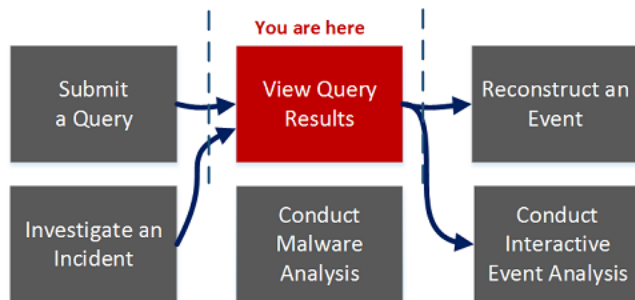 You are here
Submit
a Query
View Query
Results
Reconstruct an
Event
Investigate an
Incident
Conduct
Malware
Analysis
Conduct
Interactive
Event Analysis